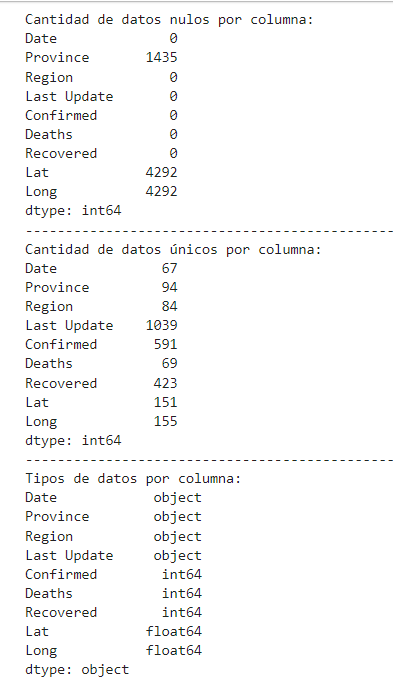 Cantidad de datos nulos por columna:
Date 0
Province 1435
Region 0
Last Update 0
Confirmed 0
Deaths 0
Recovered 0
Lat 4292
Long 4292
dtype: int64
-----------------------------------------------
Cantidad de datos únicos por columna:
Date 67
Province 94
Region 84
Last Update 1039
Confirmed 591
Deaths 69
Recovered 423
Lat 151
Long 155
dtype: int64
-----------------------------------------------
Tipos de datos por columna:
Date object
Province object
Region object
Last Update object
Confirmed int64
Deaths int64
Recovered int64
Lat float64
Long float64
dtype: object